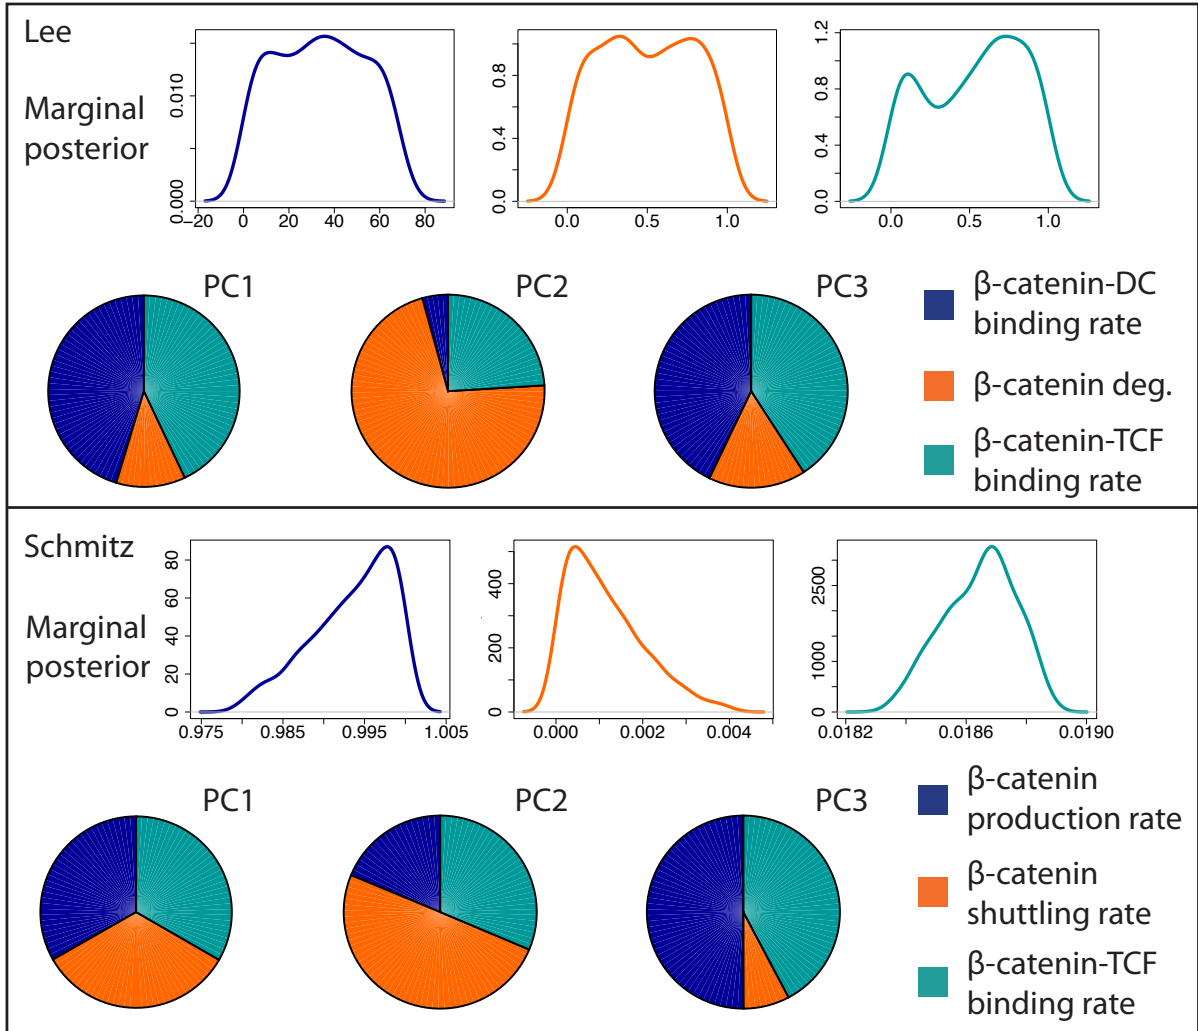 Lee
Marginal
posterior
0.000 0.010
−20 0 20 40 60 80
0.0 0.4 0.8
0.0 0.5 1.0
0.0 0.4 0.8 1.2
0.0 0.5 1.0
PC1
PC2
PC3
β-catenin-DC
binding rate
β-catenin deg.
β-catenin-TCF
binding rate
Schmitz
Marginal
posterior
0 20 40 60 80
0.975 0.985 0.995 1.005
0 200 400
0.000 0.002 0.004
0 1000 2500
0.0182 0.0186 0.0190
PC1
PC2
PC3
β-catenin
production rate
β-catenin
shuttling rate
β-catenin-TCF
binding rate